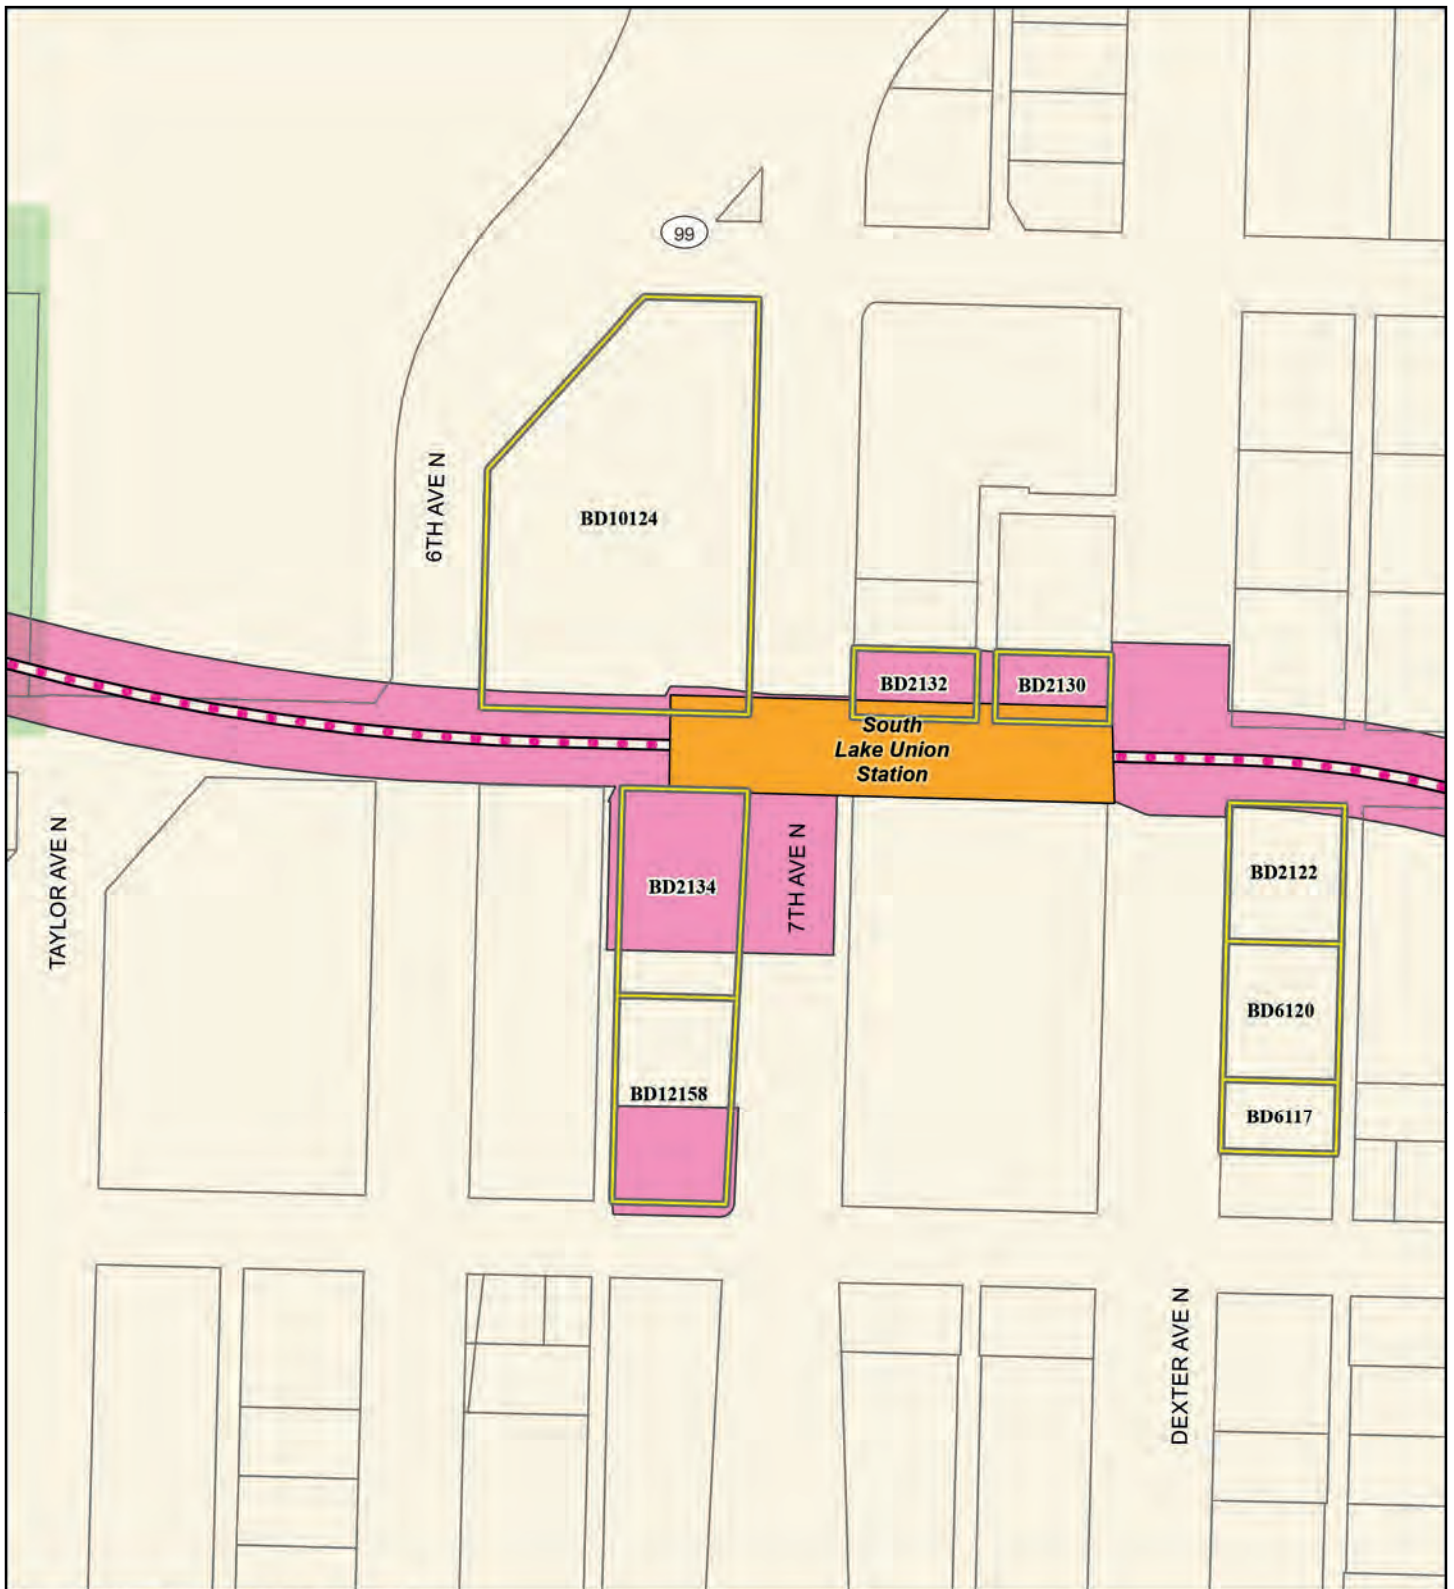 99
6TH AVE N
BD10124
BD2132
BD2130
South
Lake Union
Station
TAYLOR AVE N
BD2134
7TH AVE N
BD2122
BD6120
BD12158
BD6117
DEXTER AVE N